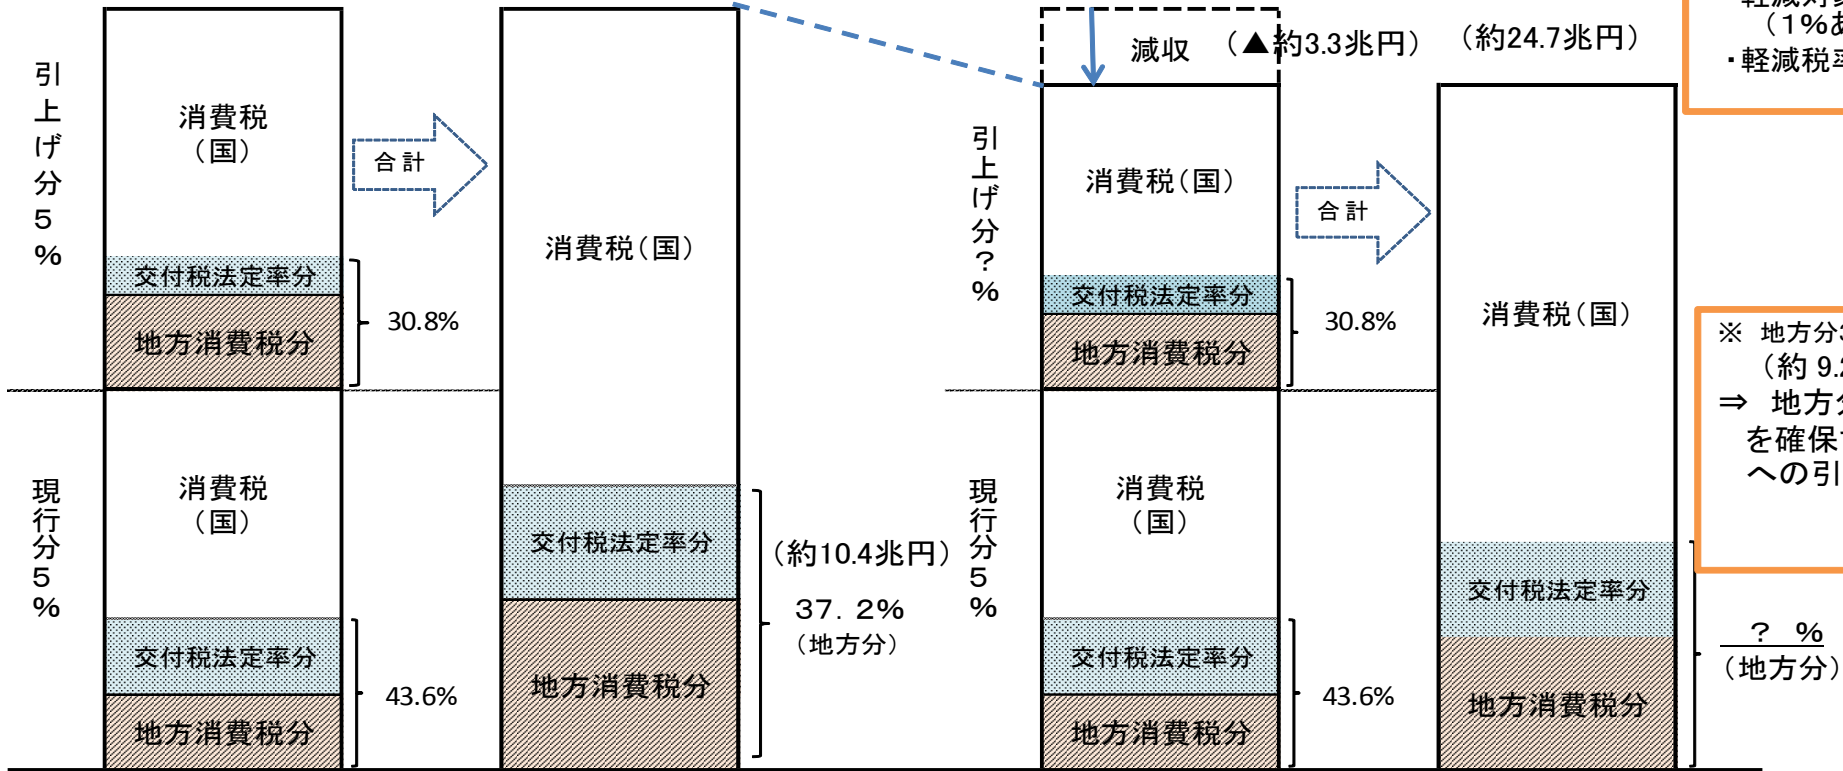 引上げ分5%
消費税
(国)
交付税法定率分
地方消費税分
30.8%
合計
現行分5%
消費税
(国)
交付税法定率分
地方消費税分
43.6%
消費税(国)
交付税法定率分
地方消費税分
(約10.4兆円)
37.2%
(地方分)
減収 (▲約3.3兆円) (約24.7兆円)
引上げ分?%
消費税(国)
交付税法定率分
地方消費税分
30.8%
合計
現行分5%
消費税
(国)
交付税法定率分
地方消費税分
43.6%
消費税(国)
交付税法定率分
地方消費税分
? %
(地方分)
(1%あ
・軽減税率
※ 地方分3
(約 9.2
⇒ 地方分
を確保
への引